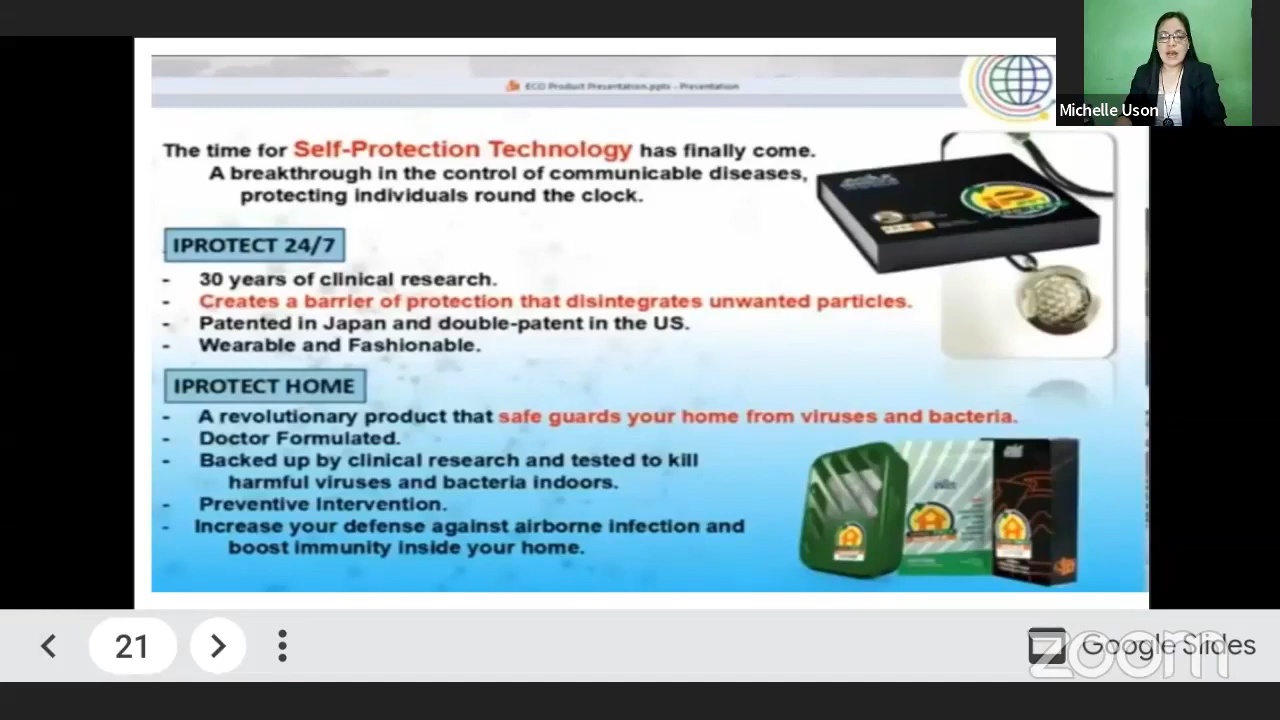 ECO Product Presentation.pptx - Presentation
Michelle Uson
The time for Self-Protection Technology has finally come.
A breakthrough in the control of communicable diseases,
protecting individuals round the clock.
IPROTECT 24/7
- 30 years of clinical research.
- Creates a barrier of protection that disintegrates unwanted particles.
- Patented in Japan and double-patent in the US.
- Wearable and Fashionable.
IPROTECT HOME
- A revolutionary product that safe guards your home from viruses and bacteria.
- Doctor Formulated.
- Backed up by clinical research and tested to kill
harmful viruses and bacteria indoors.
- Preventive Intervention.
- Increase your defense against airborne infection and
boost immunity inside your home.
21
Google Slides
zoom